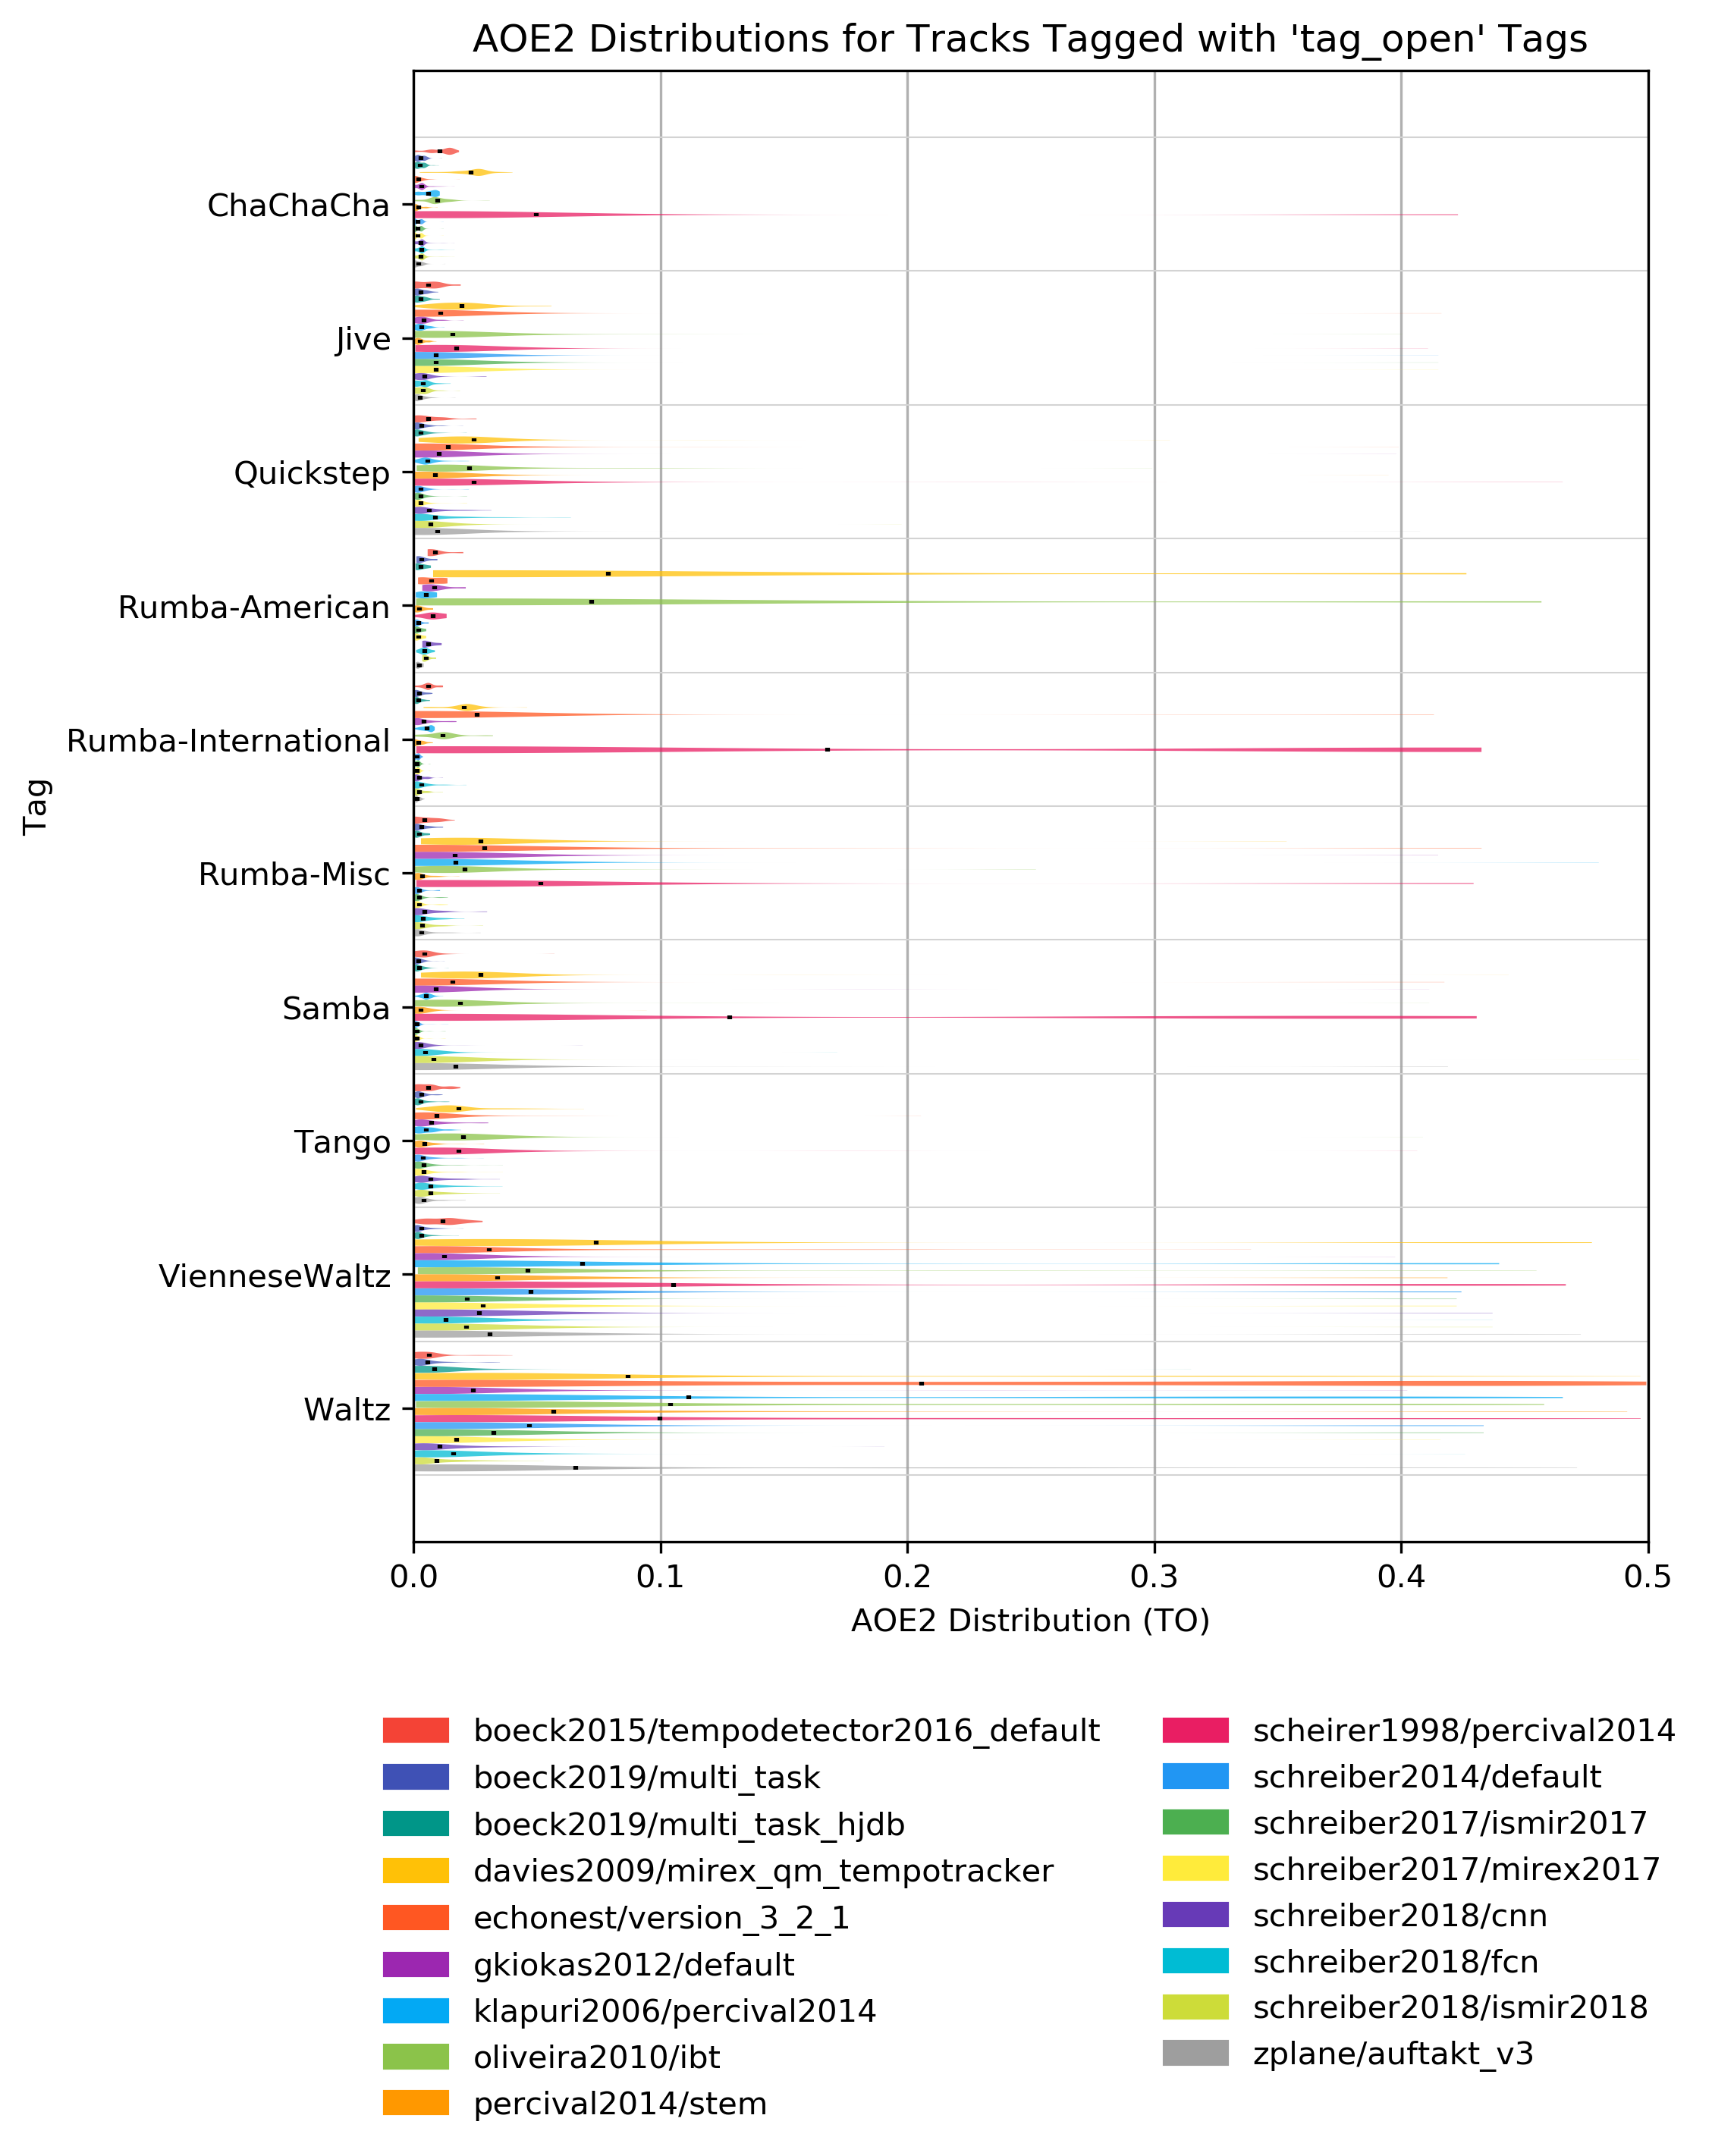 AOE2 Distributions for Tracks Tagged with 'tag_open' Tags
Tag
ChaChaCha
Jive
Quickstep
Rumba-American
Rumba-International
Rumba-Misc
Samba
Tango
VienneseWaltz
Waltz
0.0 0.1 0.2 0.3 0.4 0.5
AOE2 Distribution (TO)
boeck2015/tempodetector2016_default
boeck2019/multi_task
boeck2019/multi_task_hjdb
davies2009/mirex_qm_tempotracker
echonest/version_3_2_1
gkiokas2012/default
klapuri2006/percival2014
oliveira2010/ibt
percival2014/stem
scheirer1998/percival2014
schreiber2014/default
schreiber2017/ismir2017
schreiber2017/mirex2017
schreiber2018/cnn
schreiber2018/fcn
schreiber2018/ismir2018
zplane/auftakt_v3